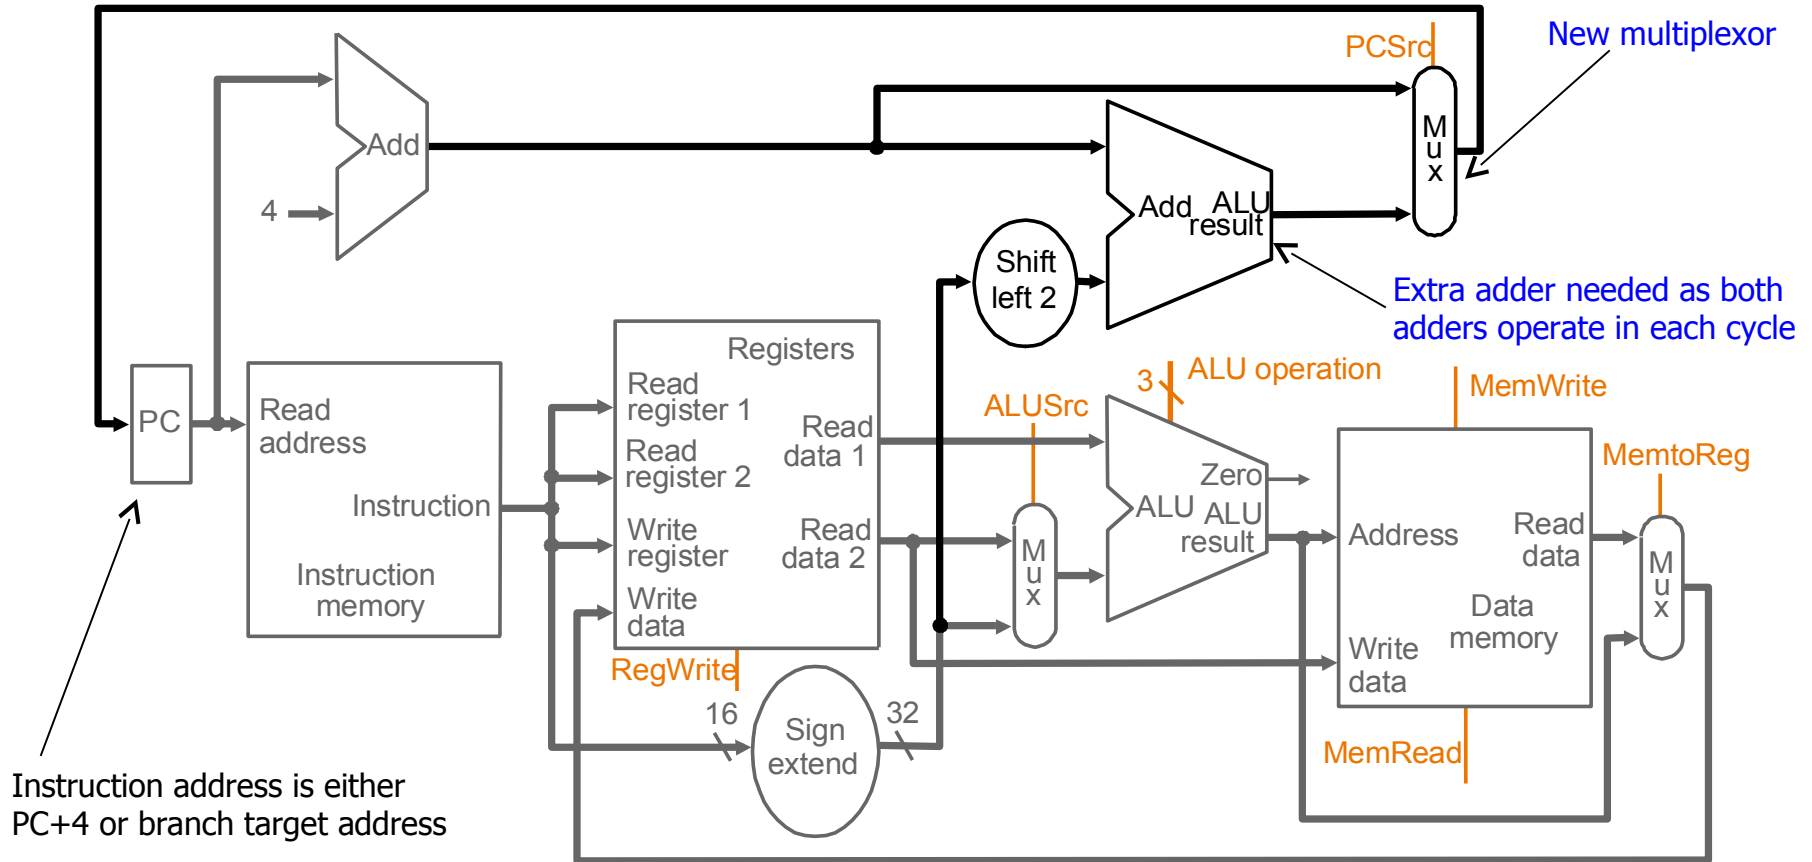 PCSrc
New multiplexor
Add
4
M
u
x
Add ALU
result
Shift
left 2
Extra adder needed as both
adders operate in each cycle
PC
Read
address
Instruction
Instruction
memory
Registers
Read
register 1
Read
register 2
Write
register
Write
data
Read
data 1
Read
data 2
RegWrite
16
Sign
extend
32
ALUSrc
M
u
x
3
ALU operation
Zero
ALU
ALU
result
MemWrite
Address
Read
data
Data
memory
Write
data
MemRead
MemtoReg
M
u
x
Instruction address is either
PC+4 or branch target address